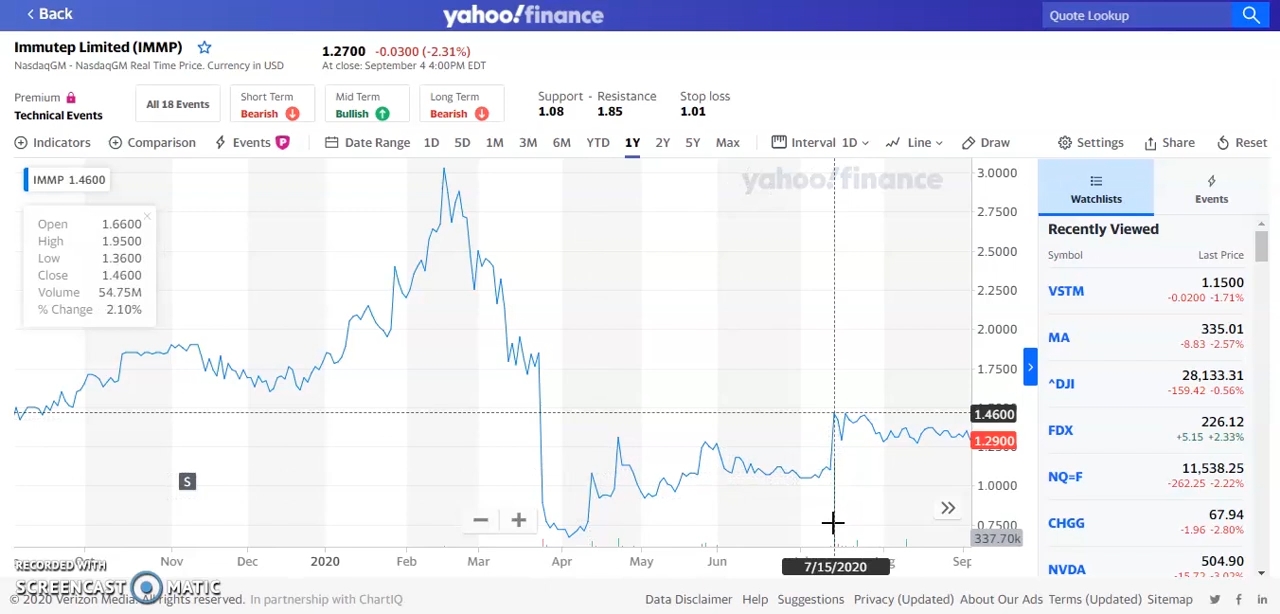 Back
yahoo!finance
Quote Lookup
Immutep Limited (IMMP)
NasdaqGM - NasdaqGM Real Time Price. Currency in USD
1.2700 -0.0300 (-2.31%)
At close: September 4 4:00PM EDT
Premium
Technical Events
All 18 Events
Short Term
Bearish
Mid Term
Bullish
Long Term
Bearish
Support - Resistance
1.08 1.85
Stop loss
1.01
Indicators Comparison Events P Date Range 1D 5D 1M 3M 6M YTD 1Y 2Y 5Y Max Interval 1D Line Draw Settings Share Reset
IMMP 1.4600
Open 1.6600
High 1.9500
Low 1.3600
Close 1.4600
Volume 54.75M
% Change 2.10%
yahoo!finance
3.0000
2.7500
2.5000
2.2500
2.0000
1.7500
1.4600
1.2900
1.0000
0.7500
337.70k
S
Nov Dec 2020 Feb Mar Apr May Jun 7/15/2020 Sep
Watchlists
Events
Recently Viewed
Symbol Last Price
VSTM 1.1500
-0.0200 -1.71%
MA 335.01
-8.83 -2.57%
^DJI 28,133.31
-159.42 -0.56%
FDX 226.12
+5.15 +2.33%
NQ=F 11,538.25
-262.25 -2.22%
CHGG 67.94
-1.96 -2.80%
NVDA 504.90
-15.72 -3.02%
RECORDED WITH
SCREENCAST MATIC
© 2020 Verizon Media. All rights reserved. In partnership with ChartIQ
Data Disclaimer Help Suggestions Privacy (Updated) About Our Ads Terms (Updated) Sitemap